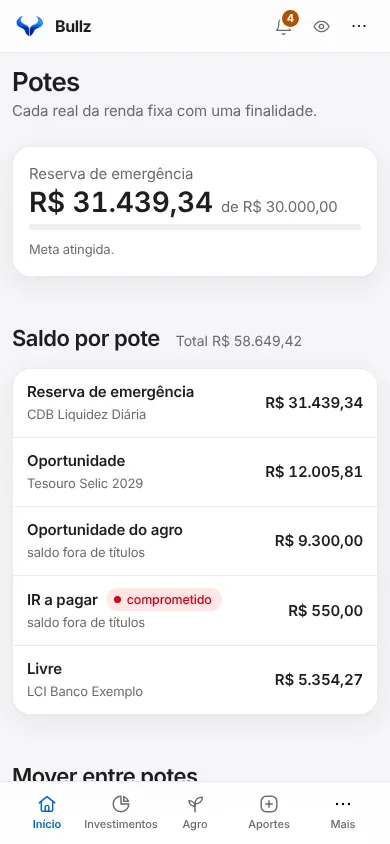 Bullz
4
Potes
Cada real da renda fixa com uma finalidade.
Reserva de emergência
R$ 31.439,34 de R$ 30.000,00
Meta atingida.
Saldo por pote Total R$ 58.649,42
Reserva de emergência
CDB Liquidez Diária
R$ 31.439,34
Oportunidade
Tesouro Selic 2029
R$ 12.005,81
Oportunidade do agro
saldo fora de títulos
R$ 9.300,00
IR a pagar comprometido
saldo fora de títulos
R$ 550,00
Livre
LCI Banco Exemplo
R$ 5.354,27
Mover entre potes
Início
Investimentos
Agro
Aportes
Mais